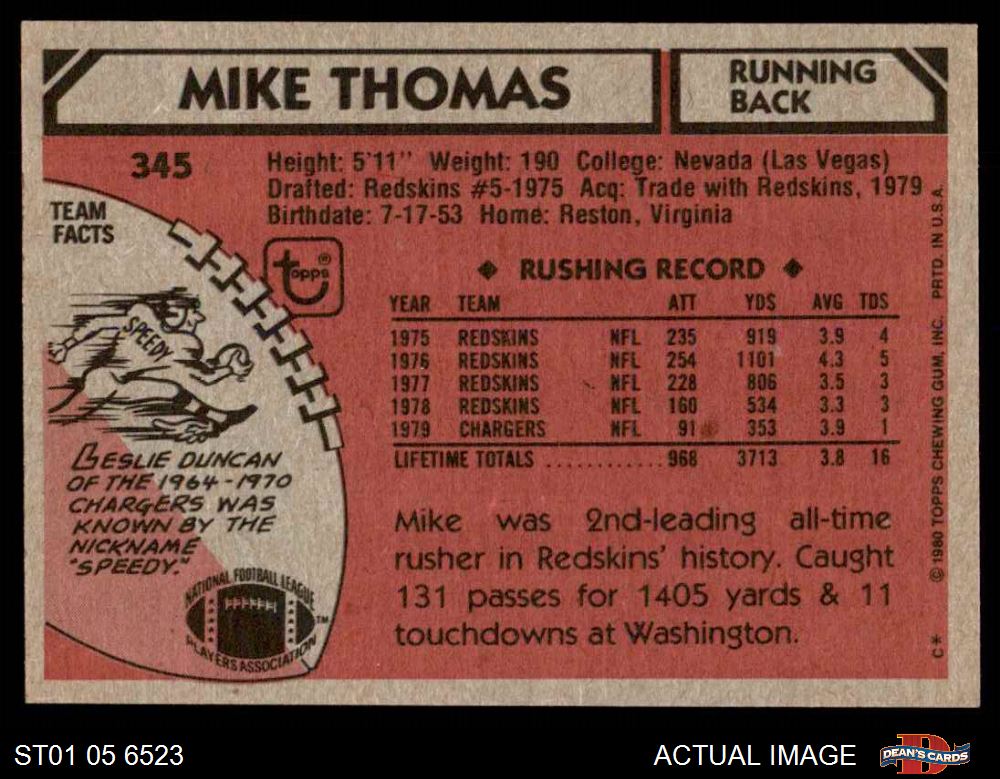 MIKE THOMAS
RUNNING
BACK
345
Height: 5'11" Weight: 190 College: Nevada (Las Vegas)
Drafted: Redskins #5-1975 Acq: Trade with Redskins, 1979
Birthdate: 7-17-53 Home: Reston, Virginia
TEAM
FACTS
topps®
SPEEDY
LESLIE DUNCAN
OF THE 1964-1970
CHARGERS WAS
KNOWN BY THE
NICKNAME
"SPEEDY."
NATIONAL FOOTBALL LEAGUE
PLAYERS ASSOCIATION
TM
◆ RUSHING RECORD ◆
YEAR TEAM ATT YDS AVG TDS
1975 REDSKINS NFL 235 919 3.9 4
1976 REDSKINS NFL 254 1101 4.3 5
1977 REDSKINS NFL 228 806 3.5 3
1978 REDSKINS NFL 160 534 3.3 3
1979 CHARGERS NFL 91 353 3.9 1
LIFETIME TOTALS ............ 968 3713 3.8 16
Mike was 2nd-leading all-time
rusher in Redskins' history. Caught
131 passes for 1405 yards & 11
touchdowns at Washington.
C* © 1980 TOPPS CHEWING GUM, INC. PRTD. IN U.S.A.
ST01 05 6523
ACTUAL IMAGE
DEAN'S CARDS